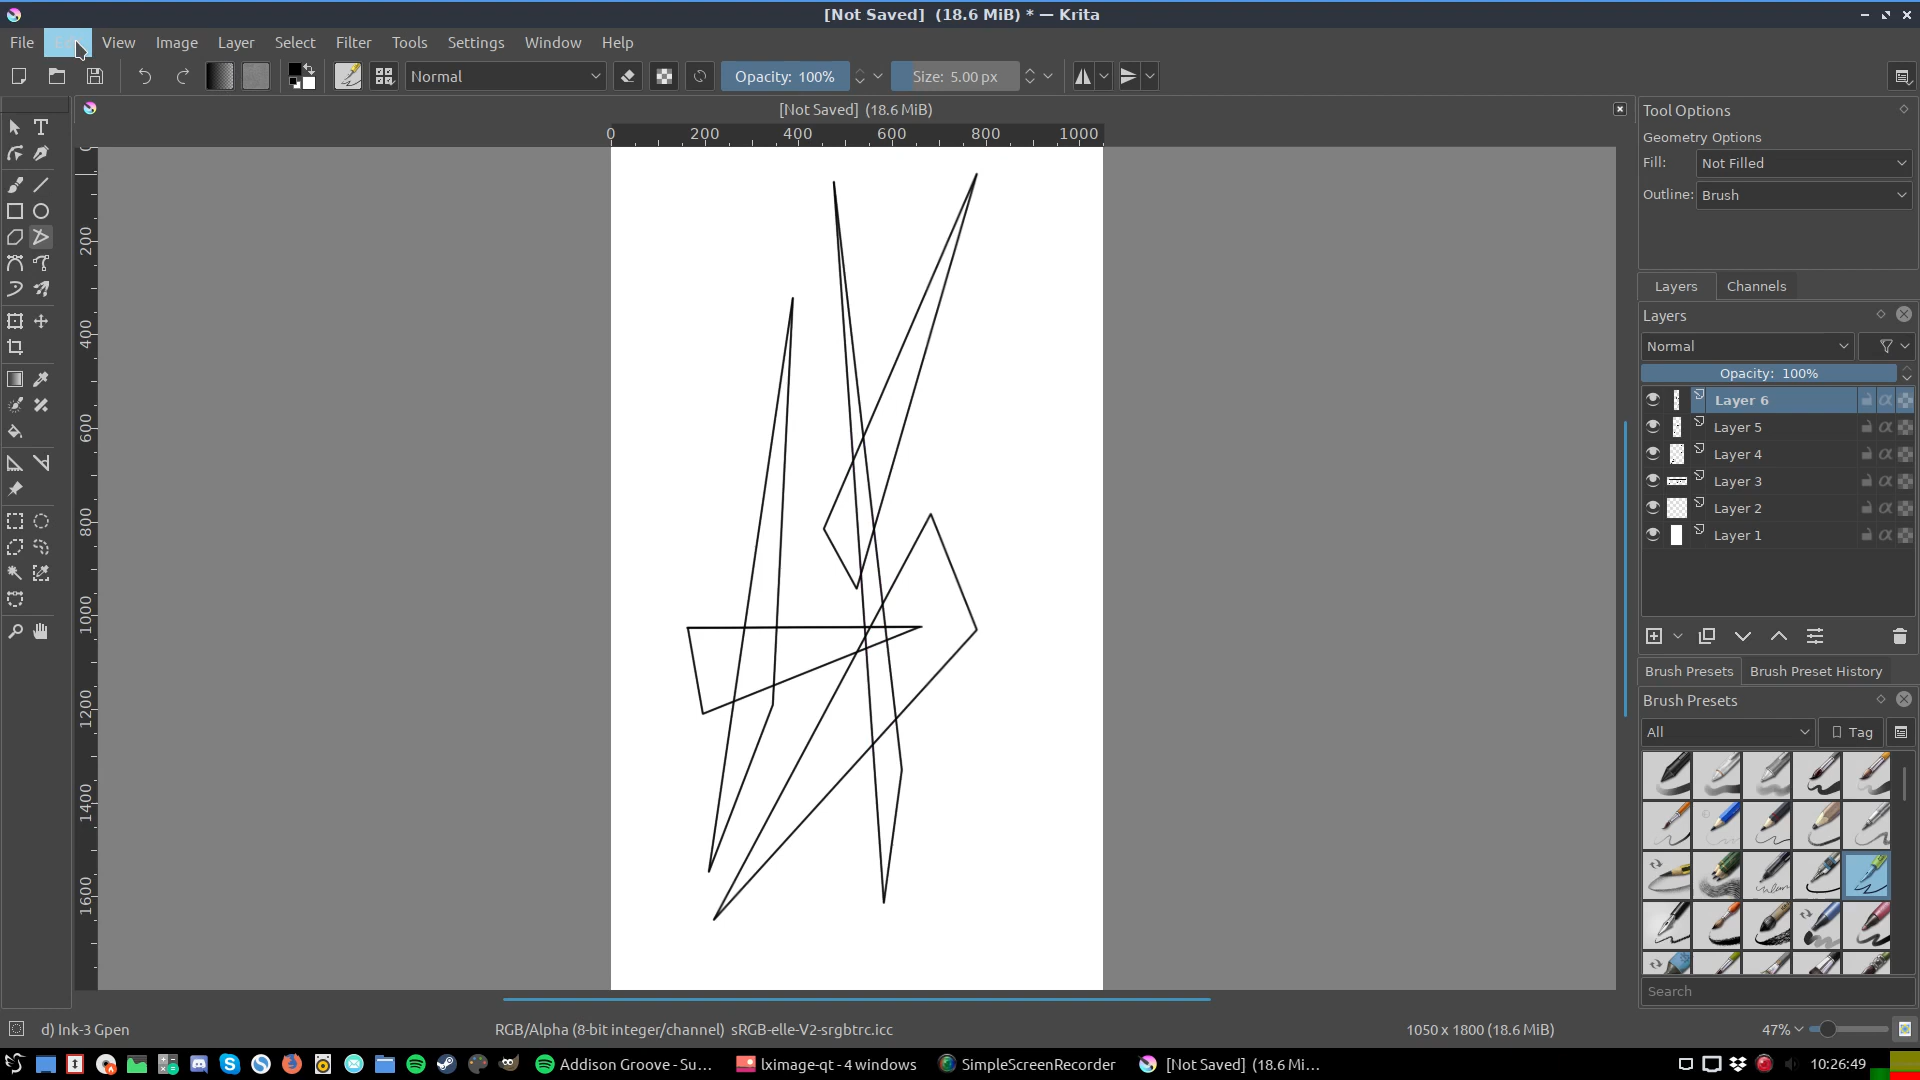 [Not Saved]  (18.6 MiB) * — Krita
File
View
Image
Layer
Select
Filter
Tools
Settings
Window
Help
Normal
Opacity: 100%
Size: 5.00 px
[Not Saved]  (18.6 MiB)
0 200 400 600 800 1000
0
200
400
600
800
1000
1200
1400
1600
Tool Options
Geometry Options
Fill: Not Filled
Outline: Brush
Layers
Channels
Layers
Normal
Opacity: 100%
Layer 6
Layer 5
Layer 4
Layer 3
Layer 2
Layer 1
Brush Presets
Brush Preset History
Brush Presets
All
Tag
Search
d) Ink-3 Gpen
RGB/Alpha (8-bit integer/channel)  sRGB-elle-V2-srgbtrc.icc
1050 x 1800 (18.6 MiB)
47%
Addison Groove - Su...
lximage-qt - 4 windows
SimpleScreenRecorder
[Not Saved]  (18.6 Mi...
10:26:49